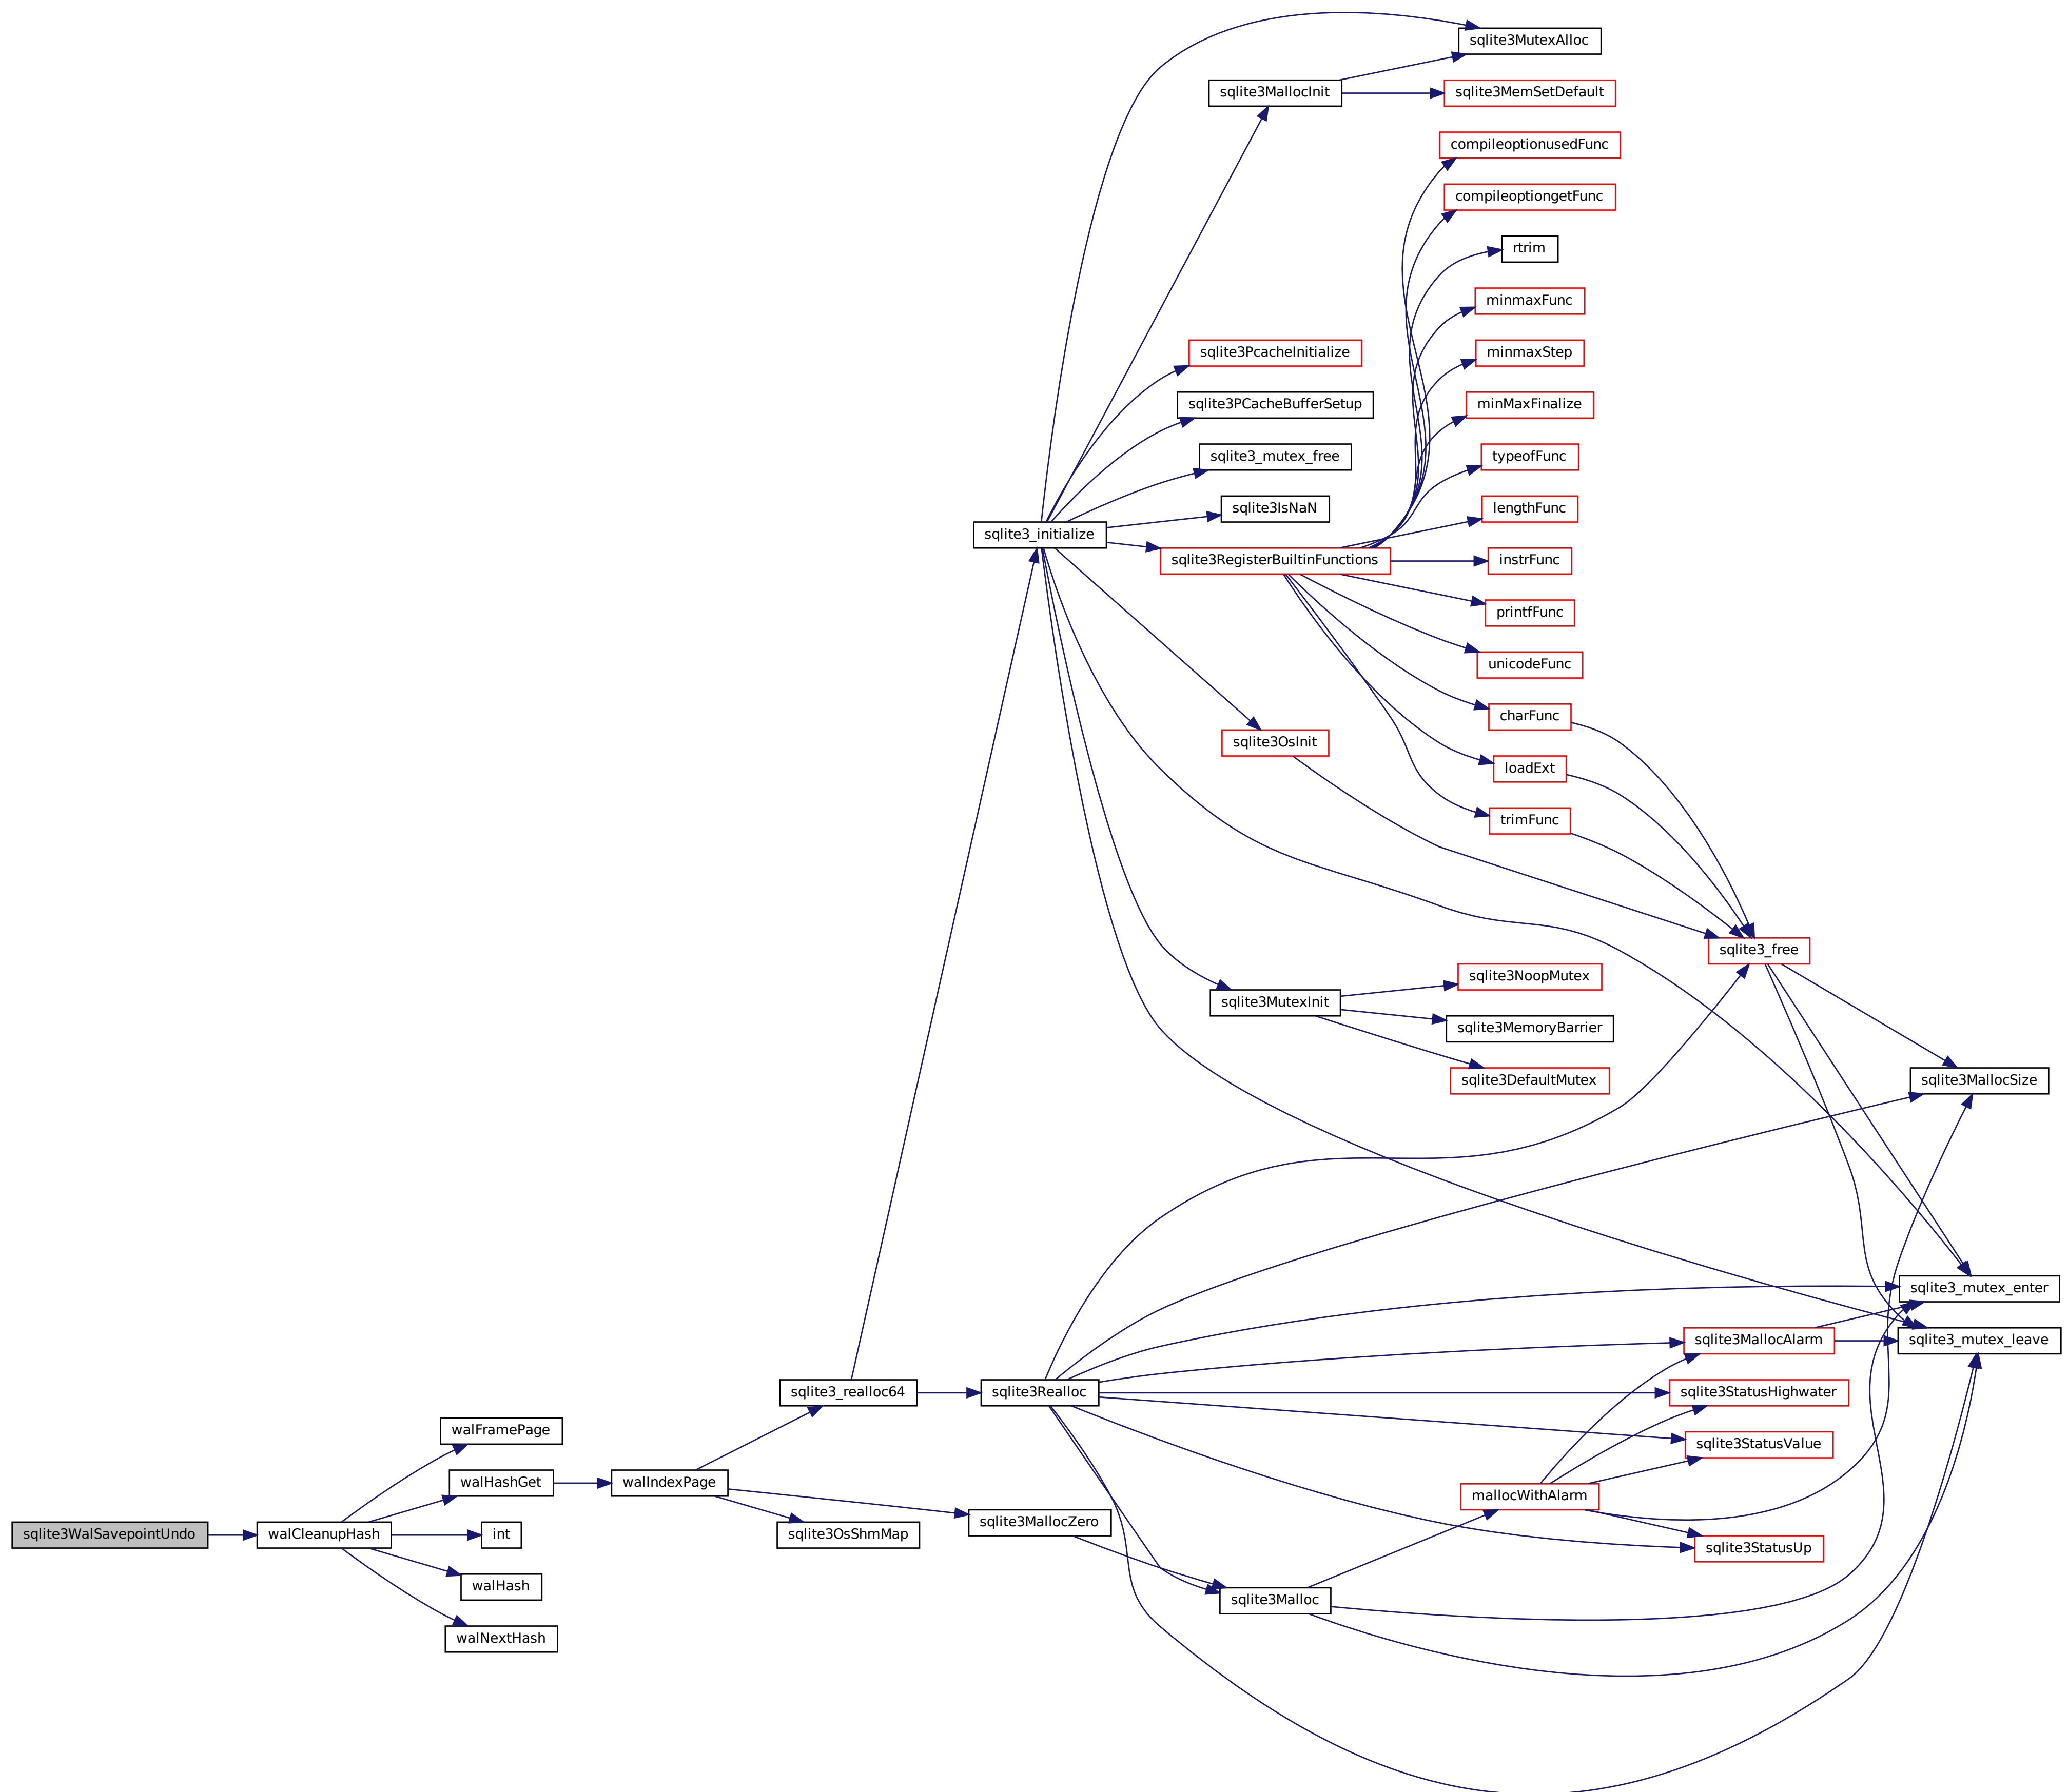 sqlite3MutexAlloc
sqlite3MallocInit
sqlite3MemSetDefault
compileoptionusedFunc
compileoptiongetFunc
rtrim
minmaxFunc
sqlite3PcacheInitialize
minmaxStep
sqlite3PCacheBufferSetup
minMaxFinalize
sqlite3_mutex_free
typeofFunc
sqlite3IsNaN
lengthFunc
sqlite3_initialize
sqlite3RegisterBuiltinFunctions
instrFunc
printfFunc
unicodeFunc
charFunc
sqlite3OsInit
loadExt
trimFunc
sqlite3_free
sqlite3NoopMutex
sqlite3MutexInit
sqlite3MemoryBarrier
sqlite3DefaultMutex
sqlite3MallocSize
sqlite3_mutex_enter
sqlite3MallocAlarm
sqlite3_mutex_leave
sqlite3_realloc64
sqlite3Realloc
sqlite3StatusHighwater
walFramePage
sqlite3StatusValue
walHashGet
walIndexPage
mallocWithAlarm
sqlite3MallocZero
sqlite3WalSavepointUndo
walCleanupHash
int
sqlite3OsShmMap
sqlite3StatusUp
walHash
sqlite3Malloc
walNextHash